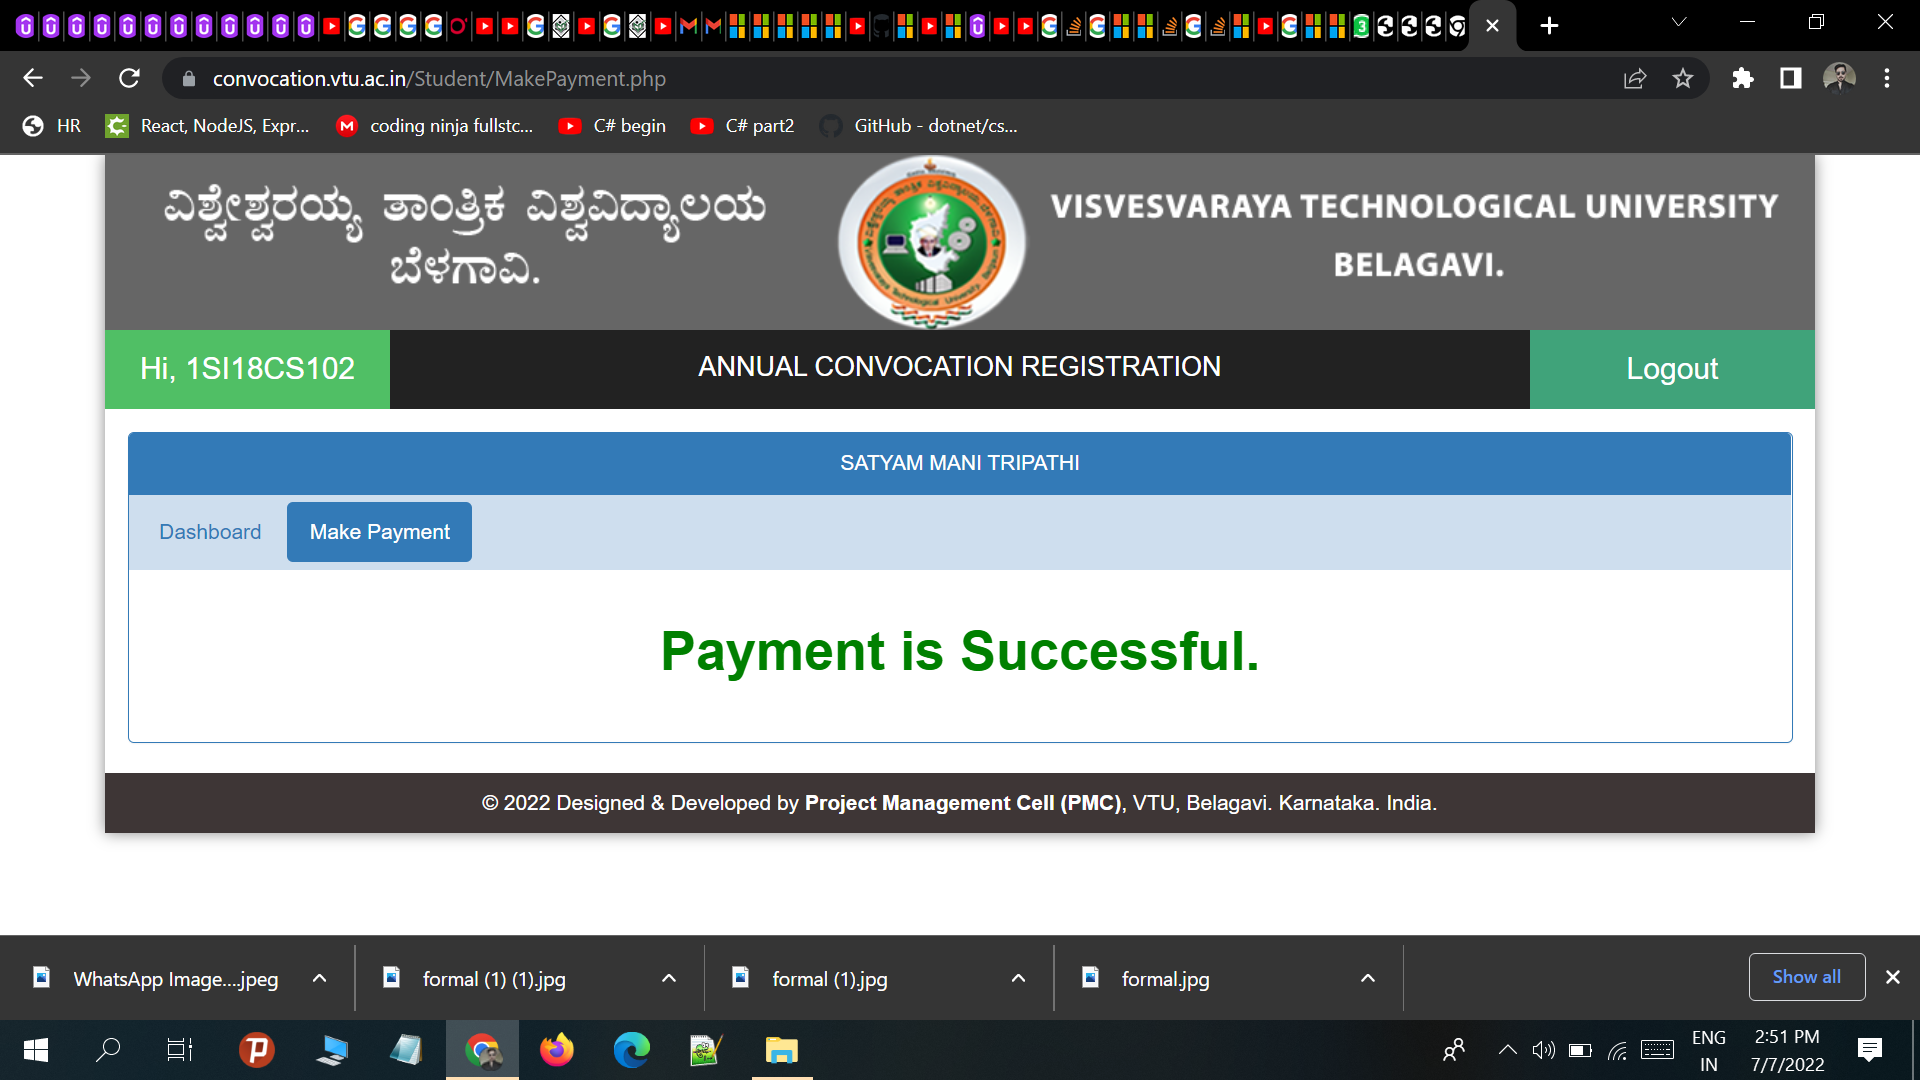 convocation.vtu.ac.in/Student/MakePayment.php
HR
React, NodeJS, Expr...
coding ninja fullstc...
C# begin
C# part2
GitHub - dotnet/cs...
ವಿಶ್ವೇಶ್ವರಯ್ಯ ತಾಂತ್ರಿಕ ವಿಶ್ವವಿದ್ಯಾಲಯ
ಬೆಳಗಾವಿ.
VISVESVARAYA TECHNOLOGICAL UNIVERSITY
BELAGAVI.
Hi, 1SI18CS102
ANNUAL CONVOCATION REGISTRATION
Logout
SATYAM MANI TRIPATHI
Dashboard
Make Payment
Payment is Successful.
© 2022 Designed & Developed by Project Management Cell (PMC), VTU, Belagavi. Karnataka. India.
WhatsApp Image....jpeg
formal (1) (1).jpg
formal (1).jpg
formal.jpg
Show all
ENG
IN
2:51 PM
7/7/2022